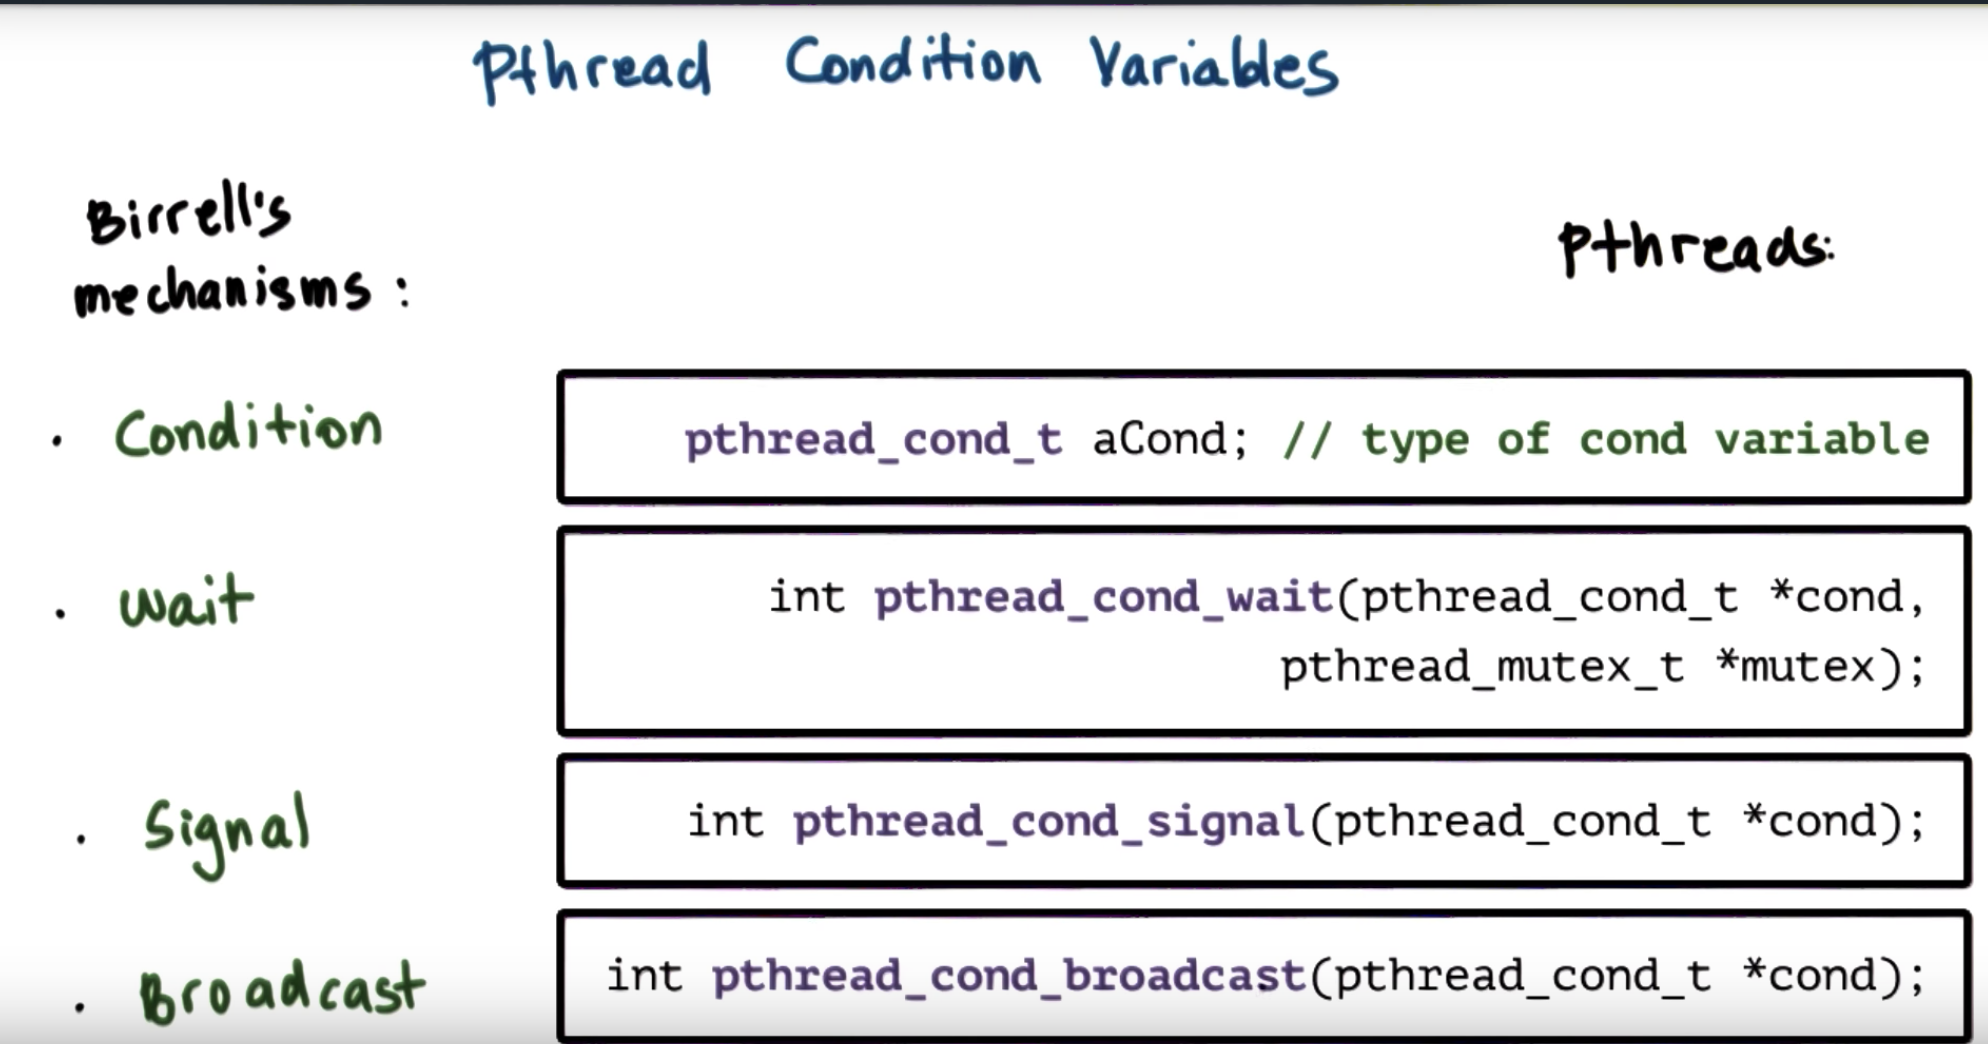 Pthread Condition Variables
Birrell's
mechanisms:
Pthreads:
• Condition
pthread_cond_t aCond; // type of cond variable
• Wait
int pthread_cond_wait(pthread_cond_t *cond,
pthread_mutex_t *mutex);
• Signal
int pthread_cond_signal(pthread_cond_t *cond);
• Broadcast
int pthread_cond_broadcast(pthread_cond_t *cond);